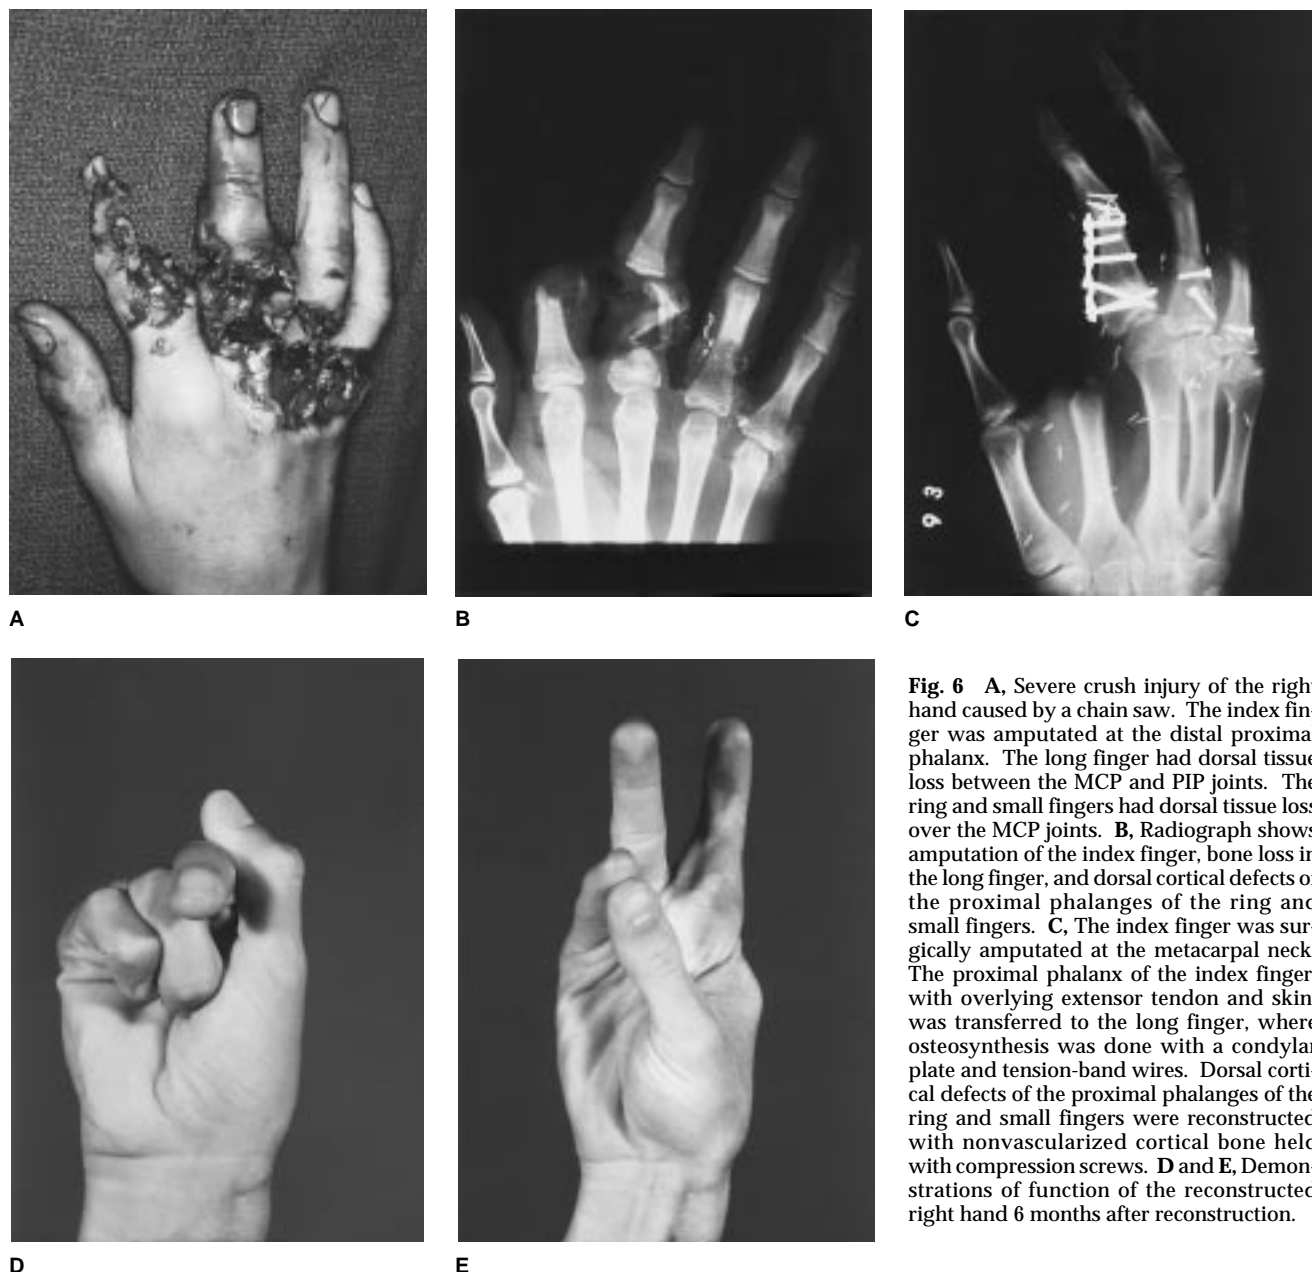 93
A
B
C
Fig. 6 A, Severe crush injury of the right
hand caused by a chain saw. The index fin-
ger was amputated at the distal proxima
phalanx. The long finger had dorsal tissue
loss between the MCP and PIP joints. The
ring and small fingers had dorsal tissue loss
over the MCP joints. B, Radiograph shows
amputation of the index finger, bone loss in
the long finger, and dorsal cortical defects of
the proximal phalanges of the ring and
small fingers. C, The index finger was sur-
gically amputated at the metacarpal neck
The proximal phalanx of the index finger
with overlying extensor tendon and skin
was transferred to the long finger, where
osteosynthesis was done with a condylar
plate and tension-band wires. Dorsal corti-
cal defects of the proximal phalanges of the
ring and small fingers were reconstructed
with nonvascularized cortical bone held
with compression screws. D and E, Demon-
strations of function of the reconstructed
right hand 6 months after reconstruction.
D
E